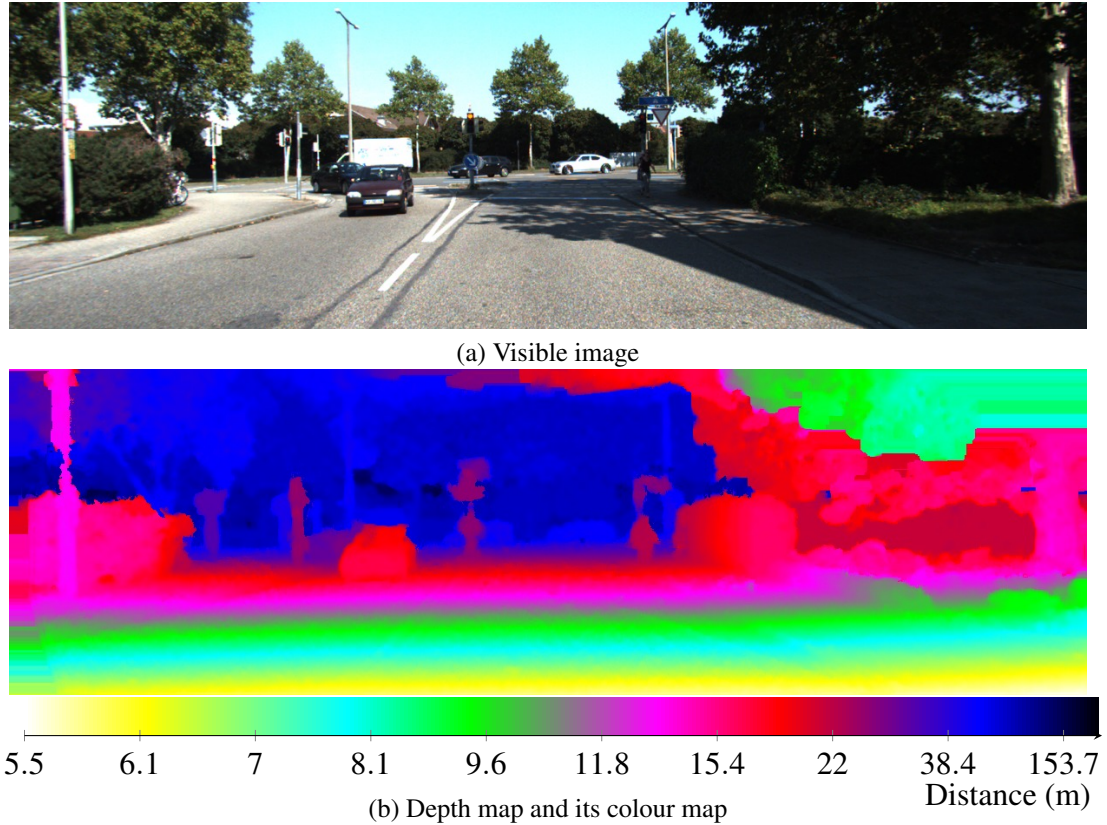 (a) Visible image
5.5 6.1 7 8.1 9.6 11.8 15.4 22 38.4 153.7
Distance (m)
(b) Depth map and its colour map